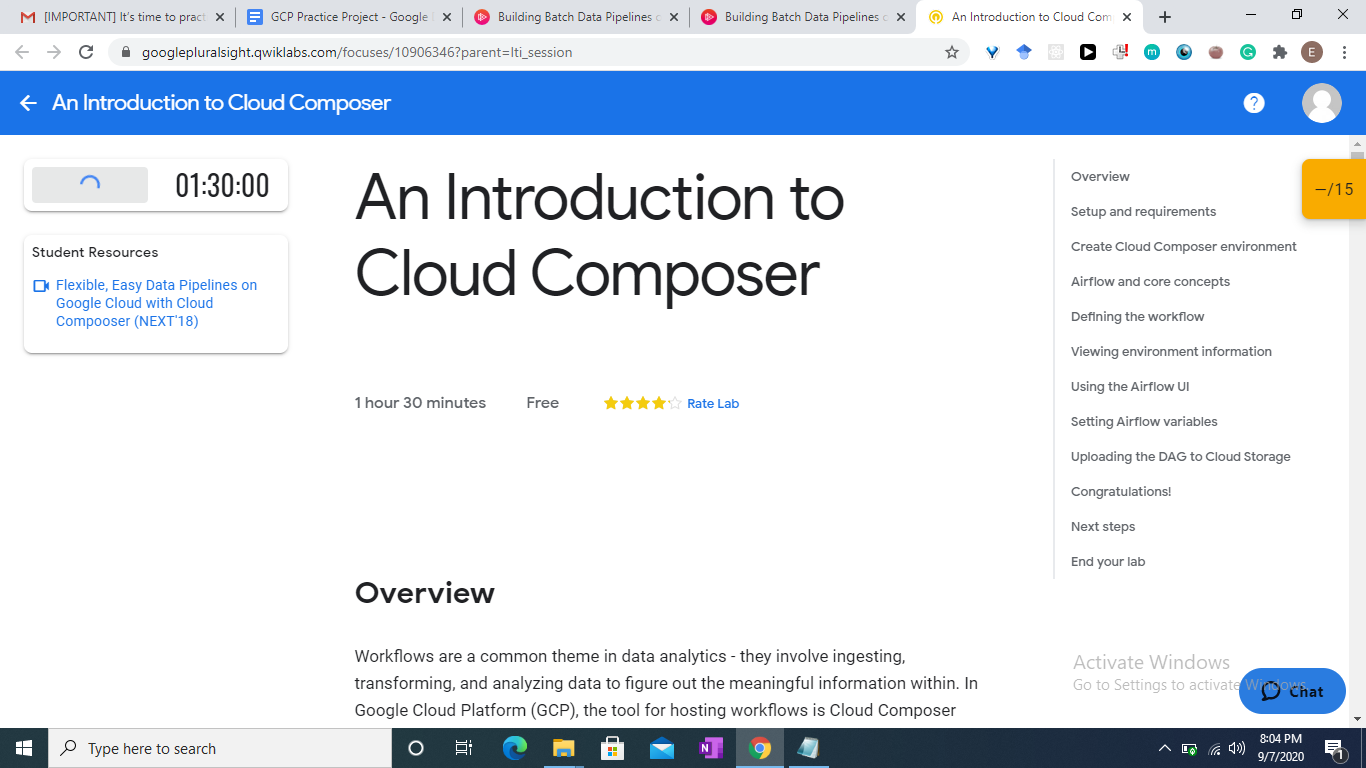 [IMPORTANT] It's time to pract
GCP Practice Project - Google
Building Batch Data Pipelines
Building Batch Data Pipelines
An Introduction to Cloud Com
googlepluralsight.qwiklabs.com/focuses/10906346?parent=lti_session
E
An Introduction to Cloud Composer
?
01:30:00
Student Resources
Flexible, Easy Data Pipelines on
Google Cloud with Cloud
Compooser (NEXT'18)
An Introduction to
Cloud Composer
1 hour 30 minutes
Free
Rate Lab
Overview
Workflows are a common theme in data analytics - they involve ingesting,
transforming, and analyzing data to figure out the meaningful information within. In
Google Cloud Platform (GCP), the tool for hosting workflows is Cloud Composer
Overview
Setup and requirements
Create Cloud Composer environment
Airflow and core concepts
Defining the workflow
Viewing environment information
Using the Airflow UI
Setting Airflow variables
Uploading the DAG to Cloud Storage
Congratulations!
Next steps
End your lab
–/15
Activate Windows
Go to Settings to activate Windows.
Chat
Type here to search
8:04 PM
9/7/2020
1